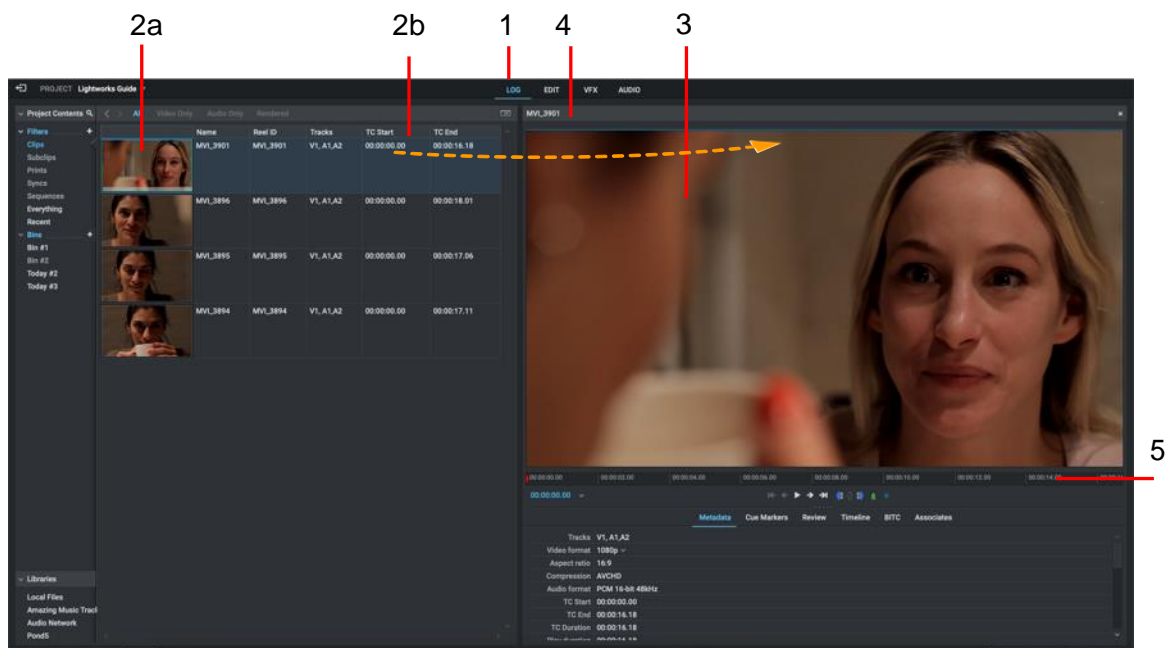 2a 2b 1 4 3
PROJECT Lightworks Guide
LOG EDIT VFX AUDIO
Project Contents
All Video Only Audio Only Rendered
MVI_3901
Filters +
Name Reel ID Tracks TC Start TC End
Clips
MVI_3901 MVI_3901 V1, A1,A2 00:00:00.00 00:00:16.18
Subclips
Prints
Syncs
Sequences
MVI_3896 MVI_3896 V1, A1,A2 00:00:00.00 00:00:18.01
Everything
Recent
Bins +
Bin #1
Bin #2
MVI_3895 MVI_3895 V1, A1,A2 00:00:00.00 00:00:17.06
Today #2
Today #3
MVI_3894 MVI_3894 V1, A1,A2 00:00:00.00 00:00:17.11
5
00:00:00.00 00:00:02.00 00:00:04.00 00:00:06.00 00:00:08.00 00:00:10.00 00:00:12.00 00:00:14
00:00:00.00
Metadata Cue Markers Review Timeline BITC Associates
Tracks V1, A1,A2
Video format 1080p
Aspect ratio 16:9
Compression AVCHD
Audio format PCM 16-bit 48kHz
TC Start 00:00:00.00
TC End 00:00:16.18
TC Duration 00:00:16.18
Libraries
Local Files
Amazing Music Track
Audio Network
Pond5